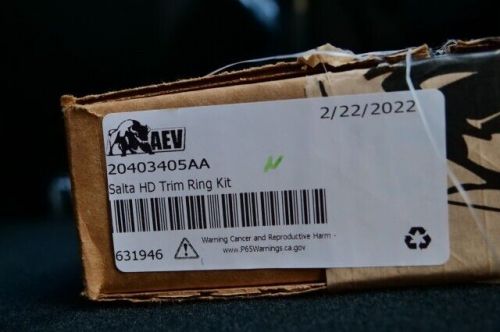 AEV
2/22/2022
20403405AA
Salta HD Trim Ring Kit
631946
Warning Cancer and Reproductive Harm -
www.P65Warnings.ca.gov